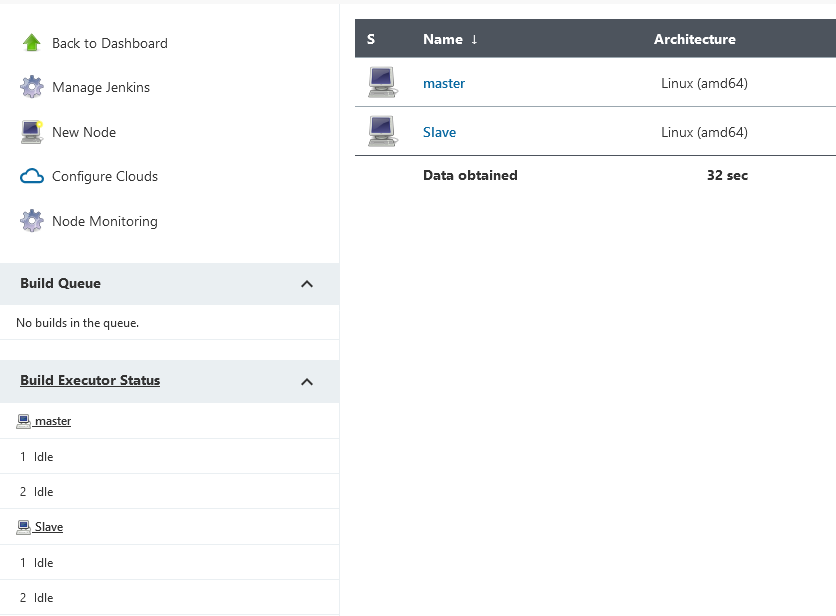 Back to Dashboard
Manage Jenkins
New Node
Configure Clouds
Node Monitoring
Build Queue
No builds in the queue.
Build Executor Status
master
1 Idle
2 Idle
Slave
1 Idle
2 Idle
S Name ↓ Architecture
master Linux (amd64)
Slave Linux (amd64)
Data obtained 32 sec